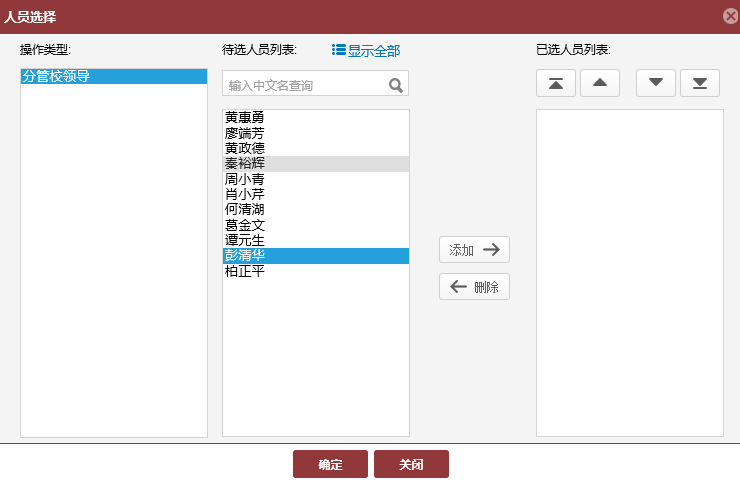 人员选择
操作类型:
待选人员列表:
显示全部
已选人员列表:
分管校领导
输入中文名查询
黄惠勇
廖端芳
黄政德
秦裕辉
周小青
肖小芹
何清湖
葛金文
谭元生
彭清华
柏正平
添加
删除
确定
关闭